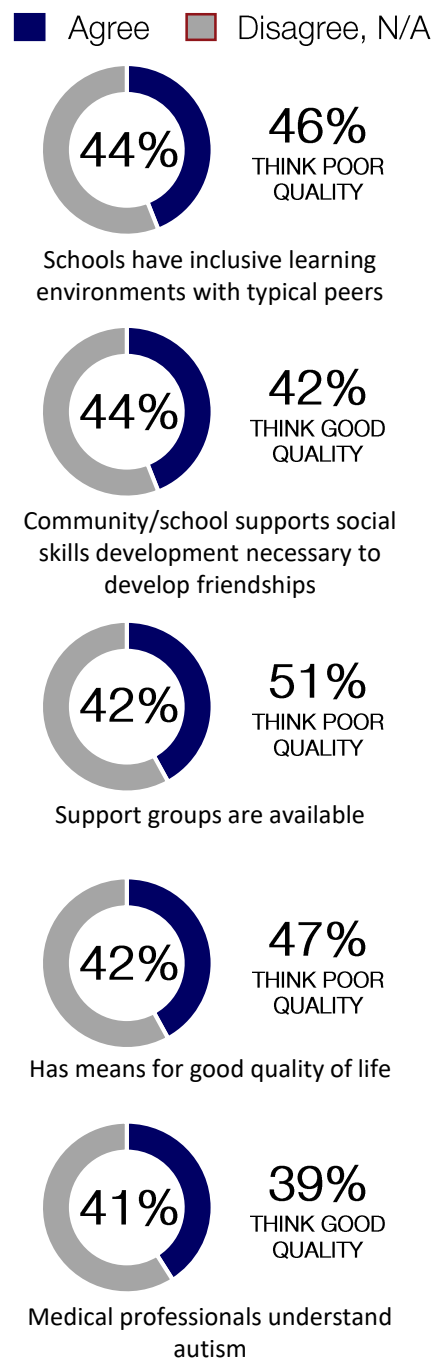 Agree Disagree, N/A
44%
46%
THINK POOR
QUALITY
Schools have inclusive learning
environments with typical peers
44%
42%
THINK GOOD
QUALITY
Community/school supports social
skills development necessary to
develop friendships
42%
51%
THINK POOR
QUALITY
Support groups are available
42%
47%
THINK POOR
QUALITY
Has means for good quality of life
41%
39%
THINK GOOD
QUALITY
Medical professionals understand
autism